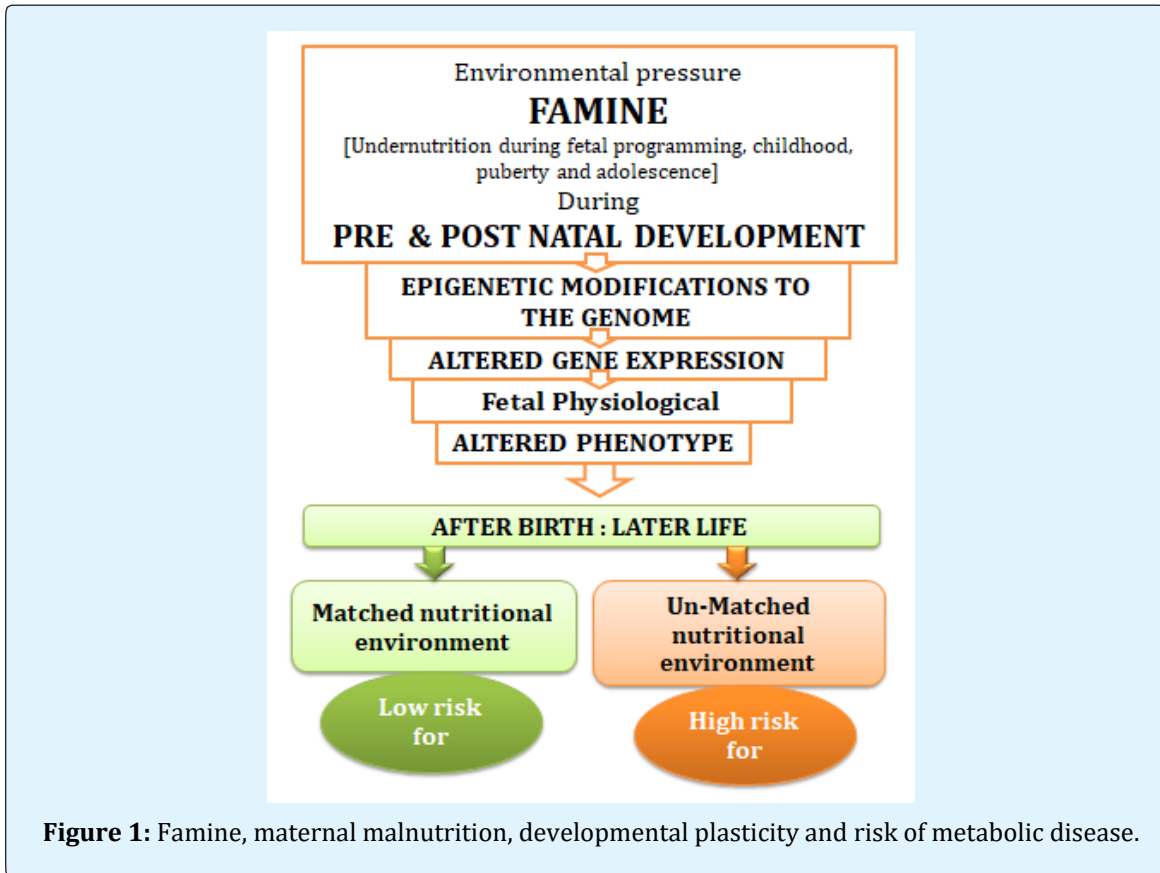 Environmental pressure
FAMINE
[Undernutrition during fetal programming, childhood,
puberty and adolescence]
During
PRE & POST NATAL DEVELOPMENT
EPIGENETIC MODIFICATIONS TO
THE GENOME
ALTERED GENE EXPRESSION
Fetal Physiological
ALTERED PHENOTYPE
AFTER BIRTH : LATER LIFE
Matched nutritional
environment
Un-Matched
nutritional
environment
Low risk
for
High risk
for
Figure 1: Famine, maternal malnutrition, developmental plasticity and risk of metabolic disease.